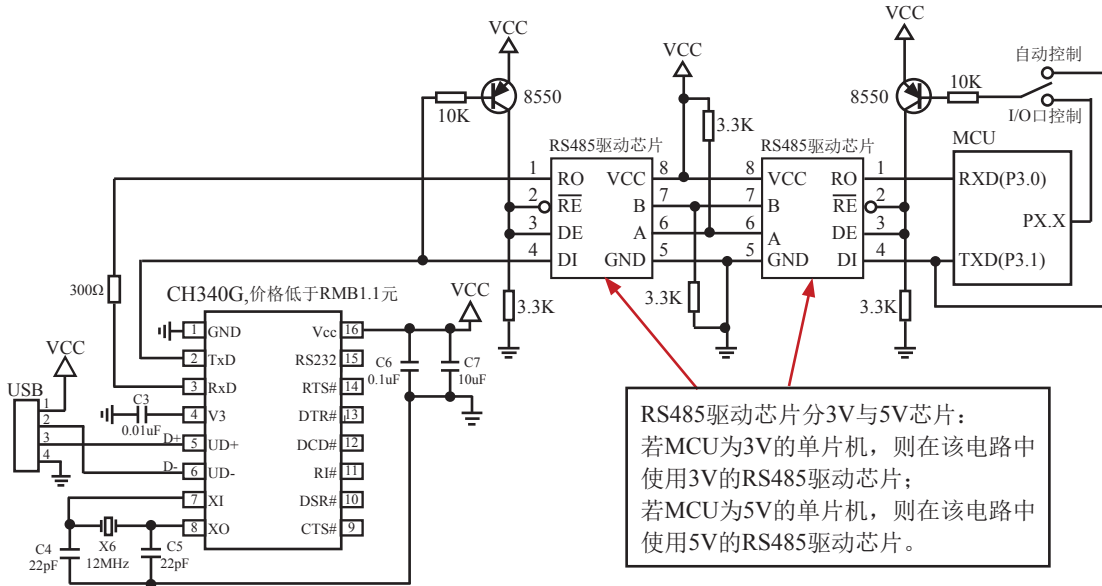 VCC
VCC
VCC
自动控制
10K
8550
8550
10K
I/O口控制
3.3K
MCU
RS485驱动芯片
RS485驱动芯片
1 RO VCC 8
2 RE B 7
3 DE A 6
4 DI GND 5
8 VCC RO 1
7 B RE 2
6 A DE 3
5 GND DI 4
RXD(P3.0)
PX.X
TXD(P3.1)
300Ω
3.3K
3.3K
3.3K
CH340G,价格低于RMB1.1元
VCC
1 GND Vcc 16
2 TxD RS232 15
3 RxD RTS# 14
4 V3 DTR# 13
5 UD+ DCD# 12
6 UD- RI# 11
7 XI DSR# 10
8 XO CTS# 9
C6
0.1uF
C7
10uF
VCC
USB
1
2
3
4
C3
0.01uF
D+
D-
C4
22pF
X6
12MHz
C5
22pF
RS485驱动芯片分3V与5V芯片：
若MCU为3V的单片机，则在该电路中
使用3V的RS485驱动芯片；
若MCU为5V的单片机，则在该电路中
使用5V的RS485驱动芯片。